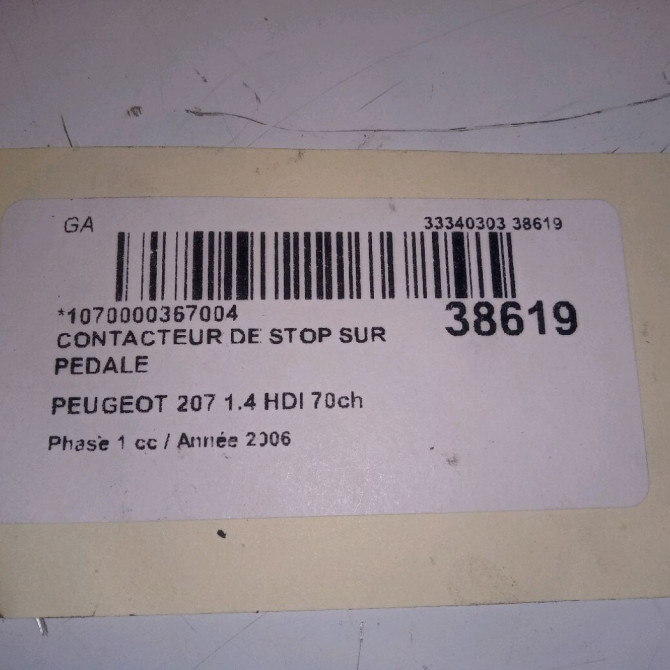 GA
33340303 38619
*1070000367004
38619
CONTACTEUR DE STOP SUR
PEDALE
PEUGEOT 207 1.4 HDI 70ch
Phase 1 cc / Année 2006